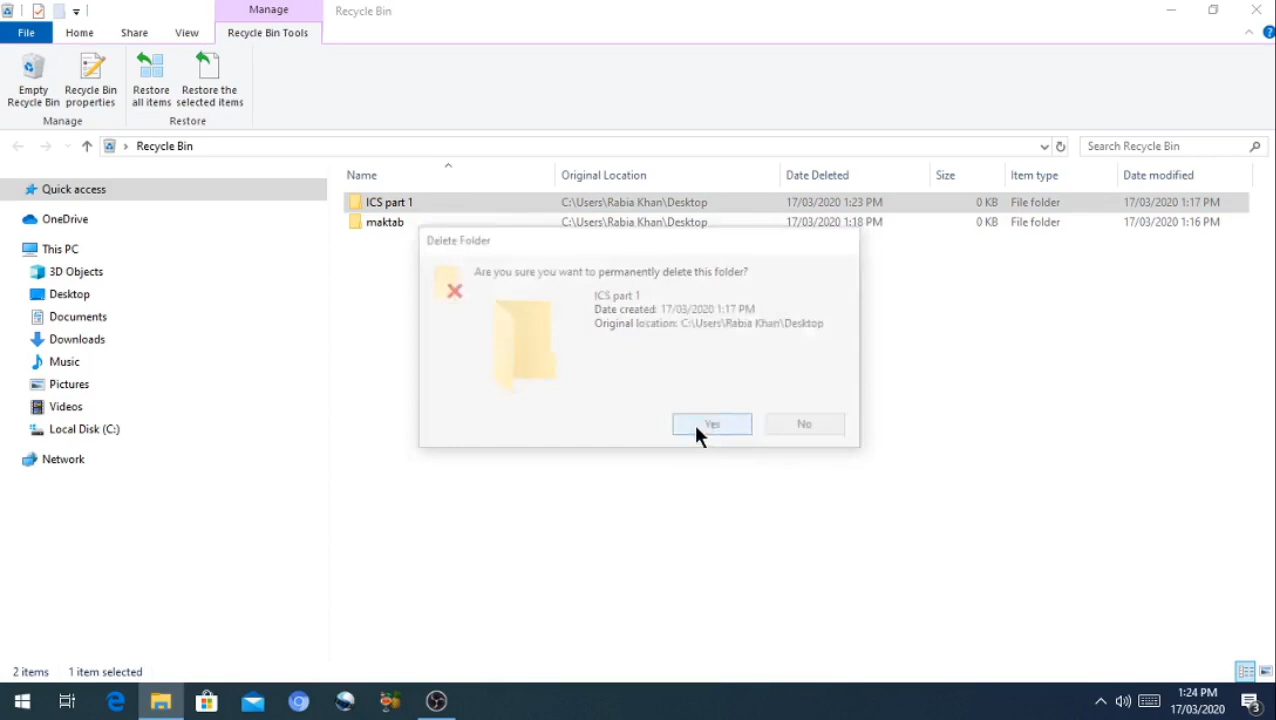 Manage
Recycle Bin
File
Home
Share
View
Recycle Bin Tools
Empty
Recycle Bin
Recycle Bin
properties
Restore
all items
Restore the
selected items
Manage
Restore
Recycle Bin
Search Recycle Bin
Name
Original Location
Date Deleted
Size
Item type
Date modified
ICS part 1
C:\Users\Rabia Khan\Desktop
17/03/2020 1:23 PM
0 KB
File folder
17/03/2020 1:17 PM
maktab
C:\Users\Rabia Khan\Desktop
17/03/2020 1:18 PM
0 KB
File folder
17/03/2020 1:16 PM
Quick access
OneDrive
This PC
3D Objects
Desktop
Documents
Downloads
Music
Pictures
Videos
Local Disk (C:)
Network
Delete Folder
Are you sure you want to permanently delete this folder?
ICS part 1
Date created: 17/03/2020 1:17 PM
Original location: C:\Users\Rabia Khan\Desktop
Yes
No
2 items
1 item selected
1:24 PM
17/03/2020
3